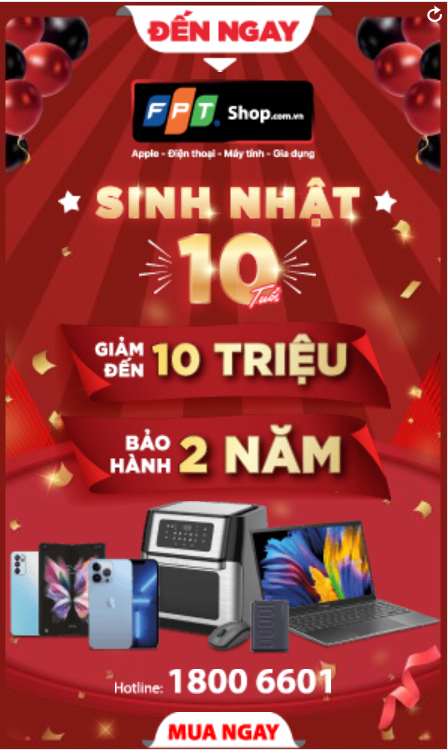 ĐẾN NGAY
FPT Shop.com.vn
Apple - Điện thoại - Máy tính - Gia dụng
SINH NHẬT
10
Tuổi
GIẢM ĐẾN 10 TRIỆU
BẢO HÀNH 2 NĂM
Hotline: 1800 6601
MUA NGAY